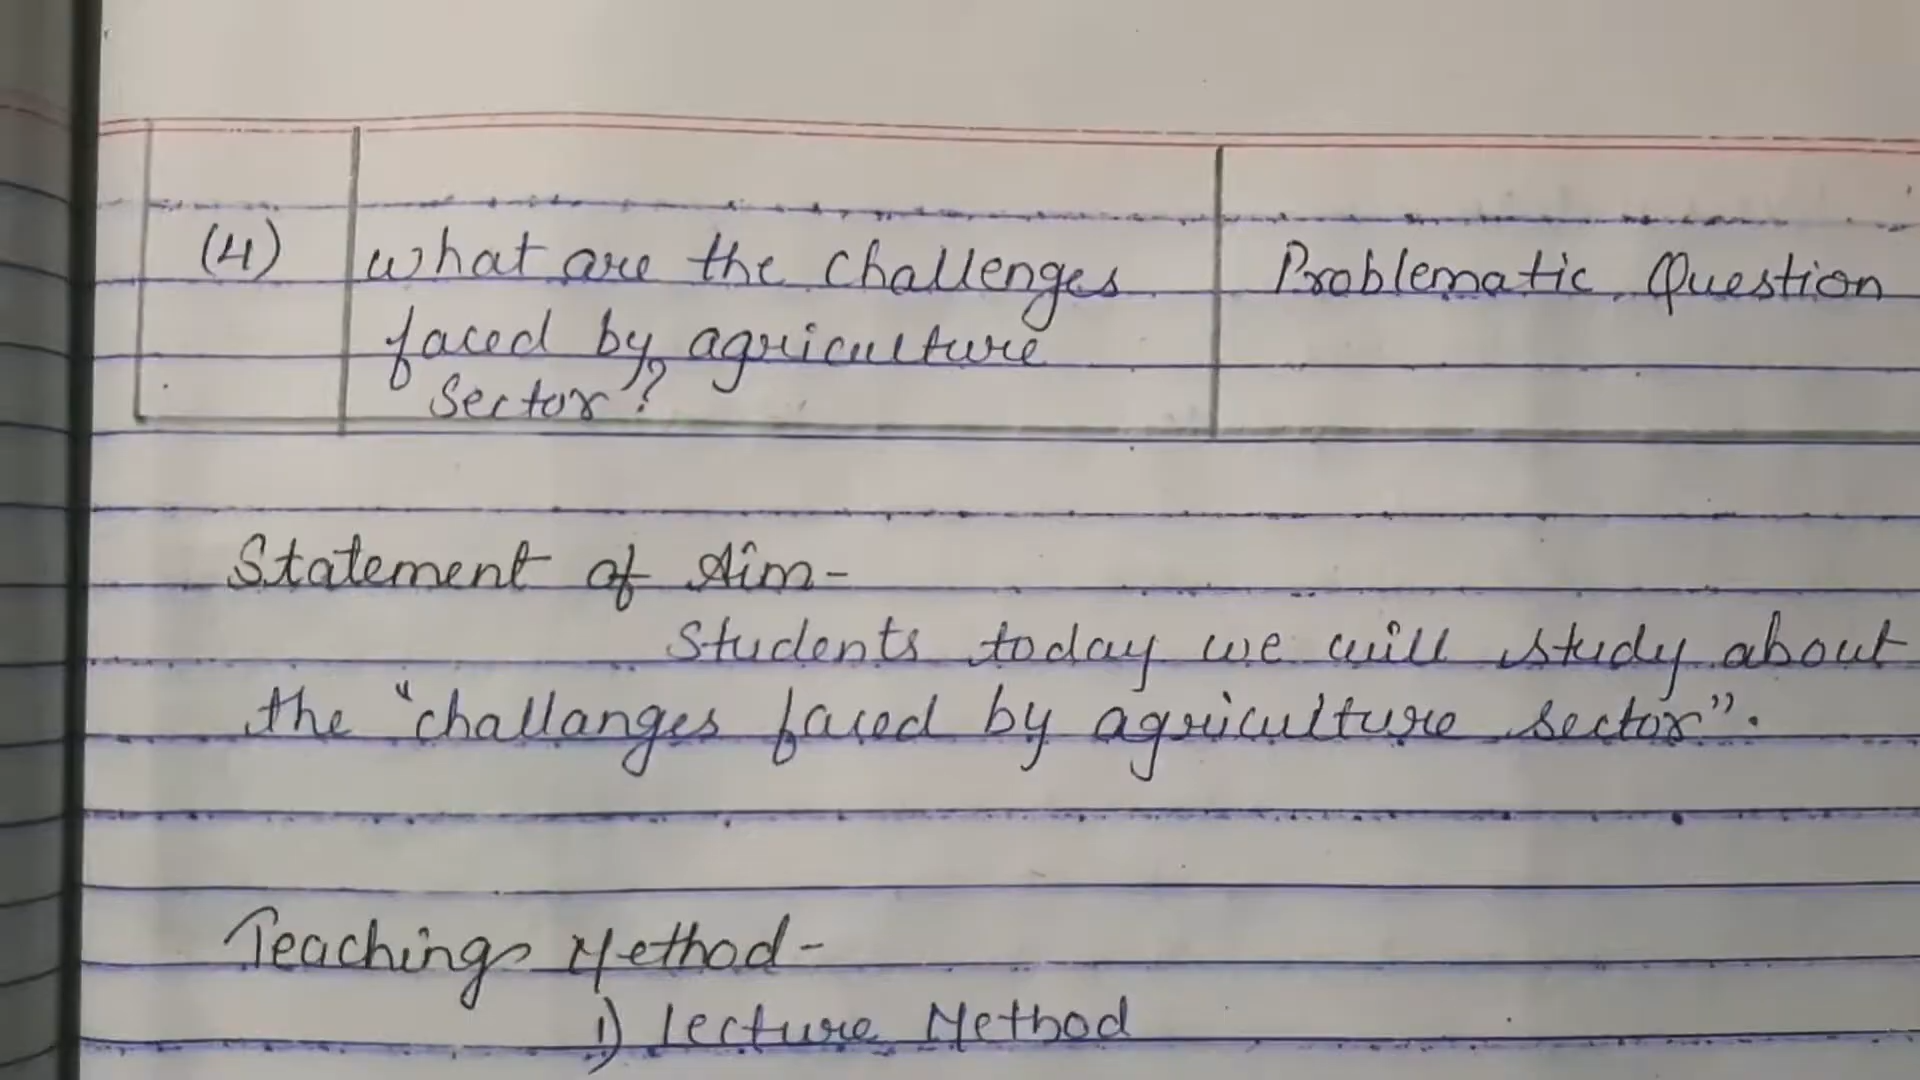 (4) what are the challenges Problematic Question
faced by agriculture
Sector?
Statement of Aim-
Students today we will study about
the "challanges faced by agriculture sector".
Teaching Method-
1) Lecture Method